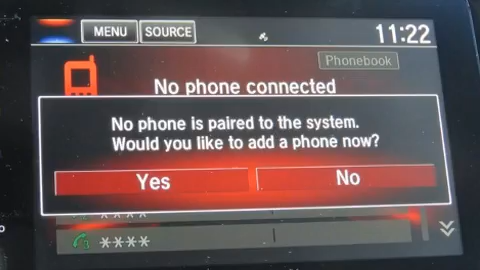 MENU SOURCE 11:22
Phonebook
No phone connected
No phone is paired to the system.
Would you like to add a phone now?
Yes No
****
3 ****